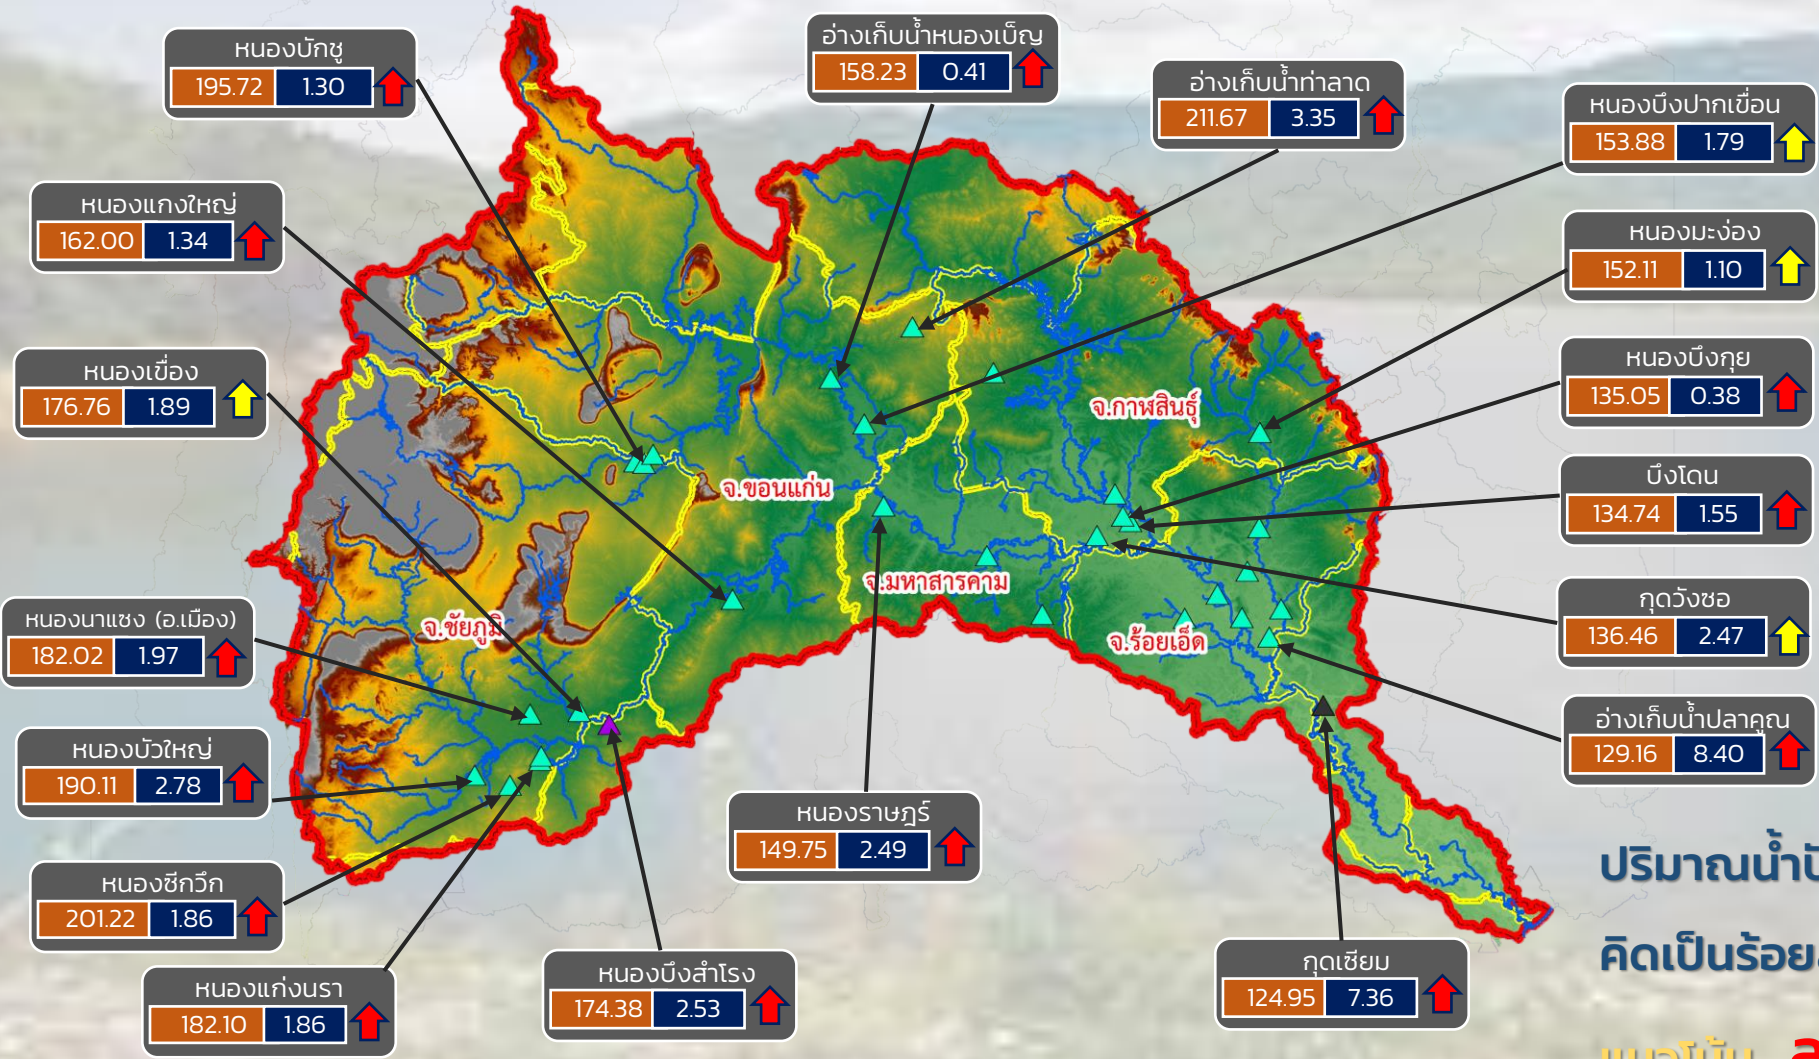 หนองบักชู
195.72 1.30
อ่างเก็บน้ำหนองเบ็ญ
158.23 0.41
อ่างเก็บน้ำท่าลาด
211.67 3.35
หนองบึงปากเขื่อน
153.88 1.79
หนองแกงใหญ่
162.00 1.34
หนองมะง่อง
152.11 1.10
หนองเขื่อง
176.76 1.89
หนองบึงกุย
135.05 0.38
จ.กาฬสินธุ์
จ.ขอนแก่น
บึงโดน
134.74 1.55
จ.มหาสารคาม
กุดวังซอ
136.46 2.47
หนองนาแซง (อ.เมือง)
182.02 1.97
จ.ชัยภูมิ
จ.ร้อยเอ็ด
อ่างเก็บน้ำปลาคูณ
129.16 8.40
หนองบัวใหญ่
190.11 2.78
หนองราษฎร์
149.75 2.49
หนองซีกวึก
201.22 1.86
หนองแก่งนรา
182.10 1.86
หนองบึงสำโรง
174.38 2.53
กุดเชียม
124.95 7.36
ปริมาณน้ำ
คิดเป็นร้อย
แนวโน้ม